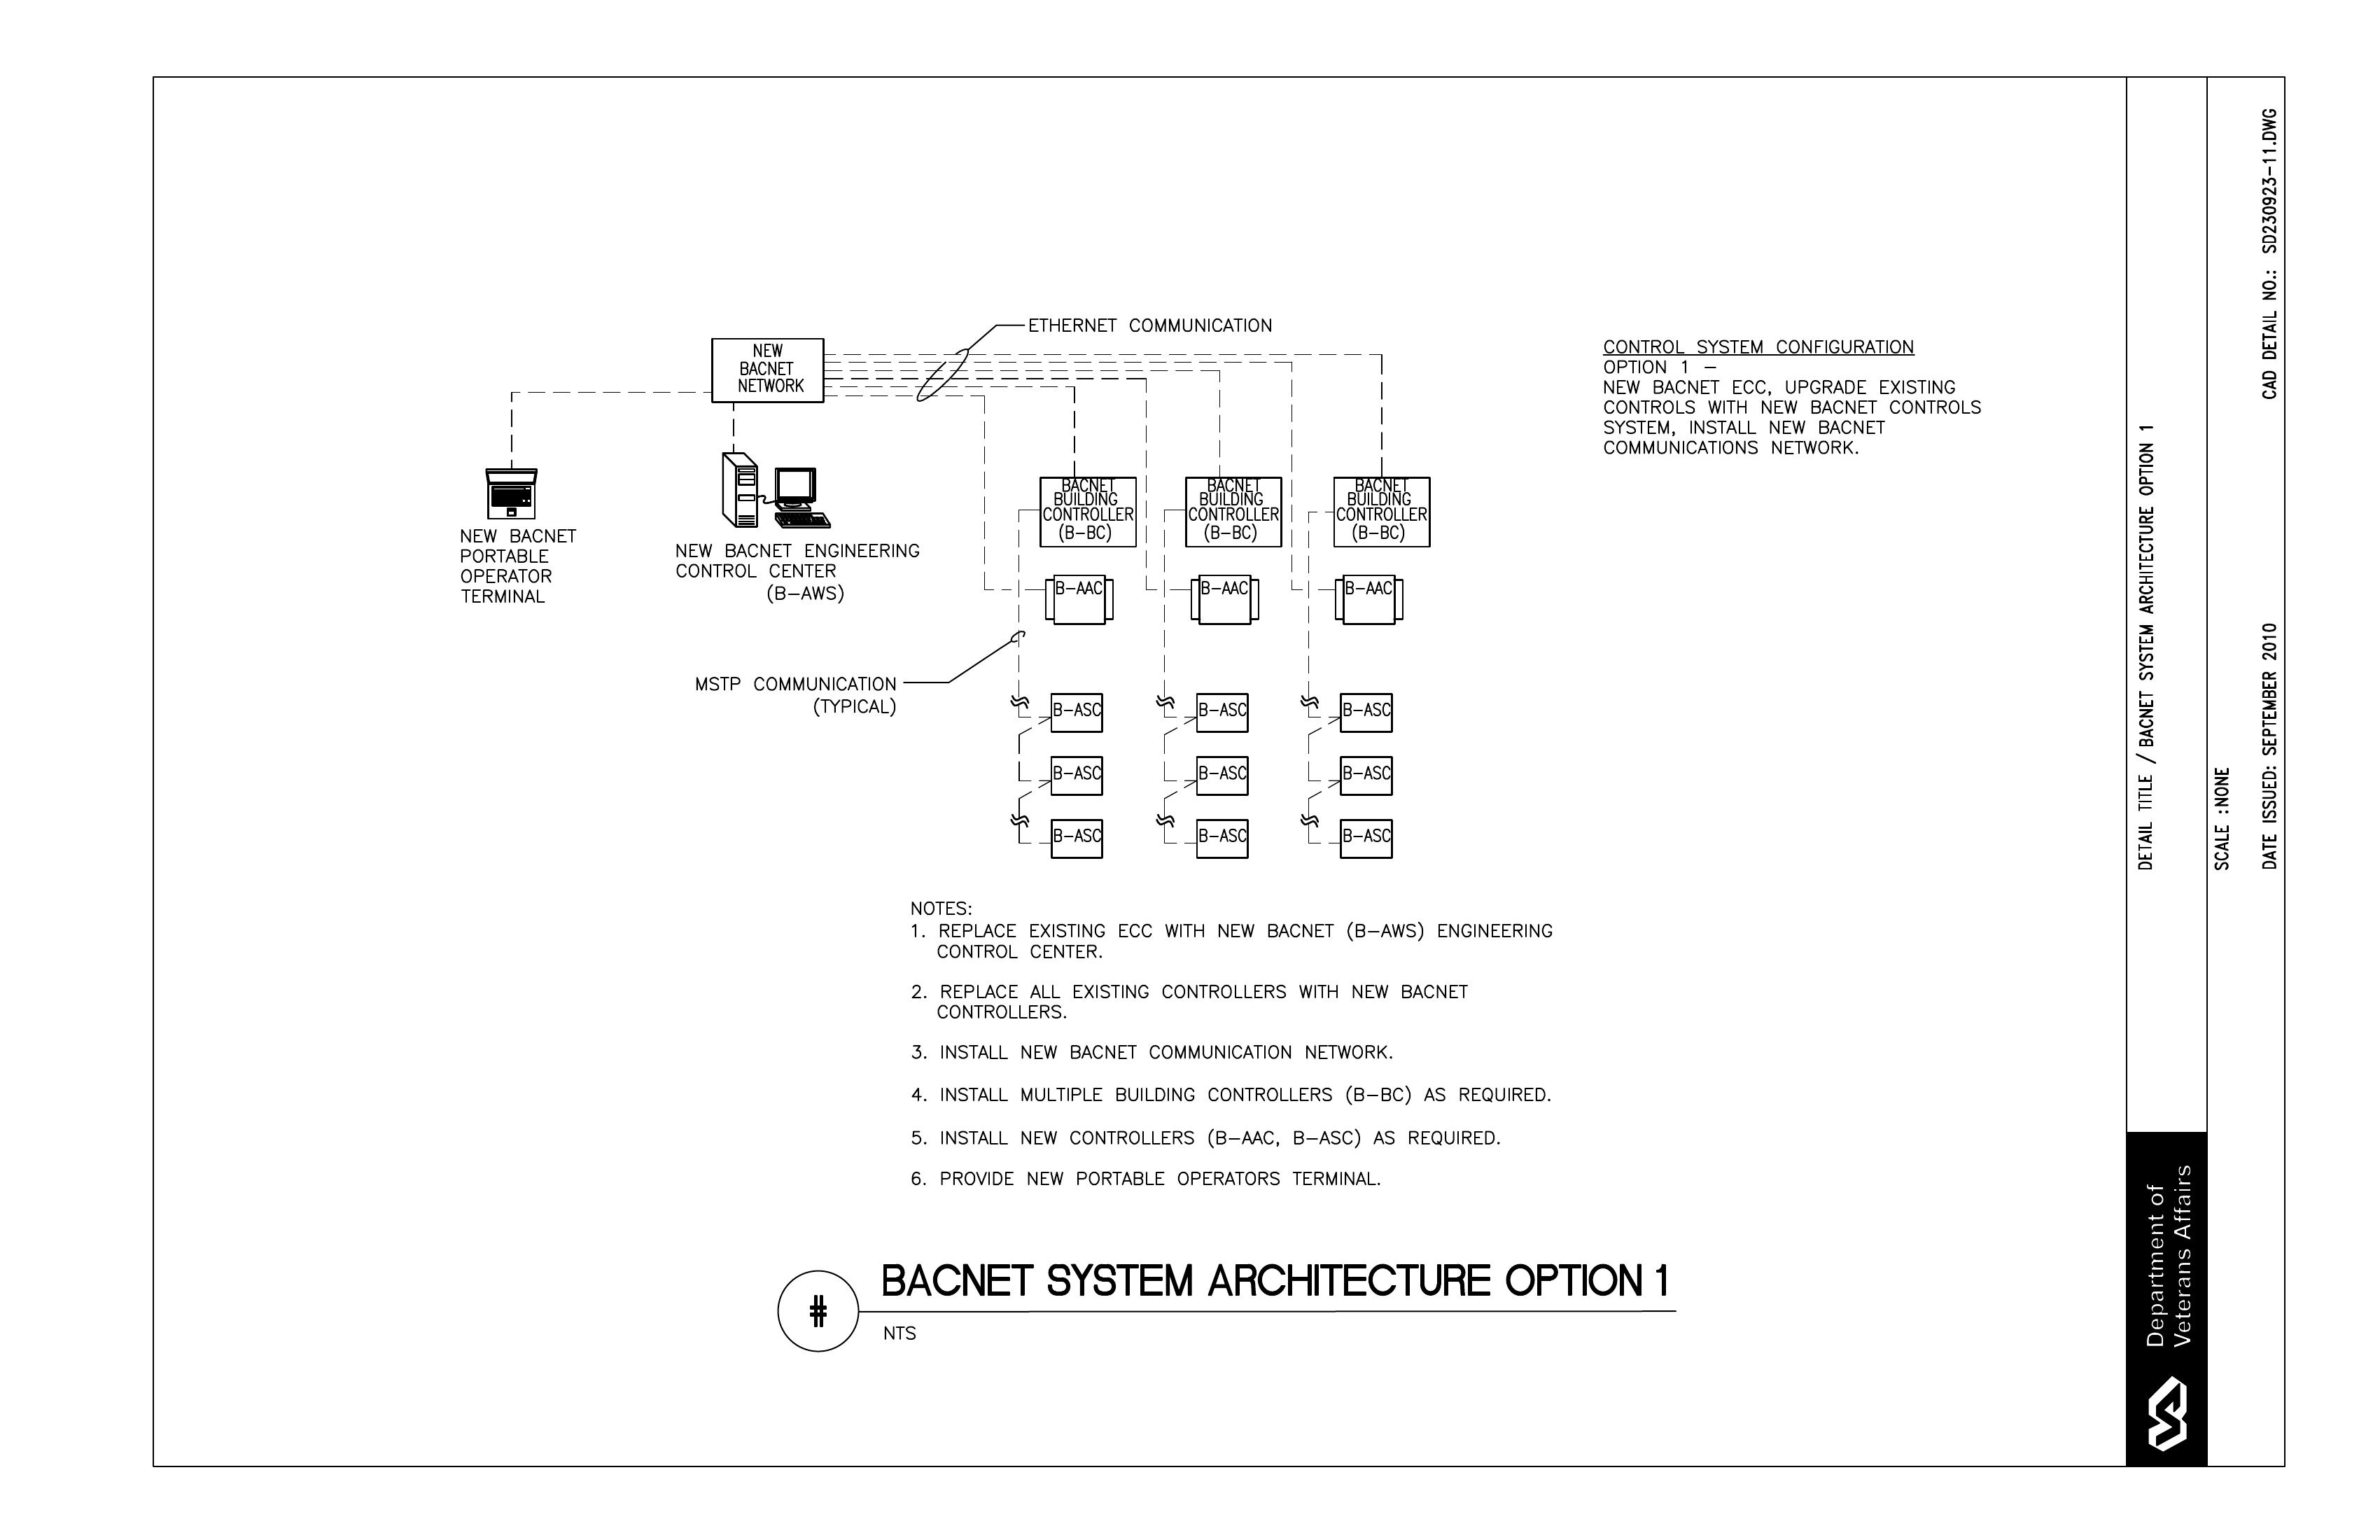 ETHERNET COMMUNICATION
NEW
BACNET
NETWORK
CONTROL SYSTEM CONFIGURATION
OPTION 1 –
NEW BACNET ECC, UPGRADE EXISTING
CONTROLS WITH NEW BACNET CONTROLS
SYSTEM, INSTALL NEW BACNET
COMMUNICATIONS NETWORK.
BACNET
BUILDING
CONTROLLER
(B–BC)
BACNET
BUILDING
CONTROLLER
(B–BC)
BACNET
BUILDING
CONTROLLER
(B–BC)
NEW BACNET
PORTABLE
OPERATOR
TERMINAL
NEW BACNET ENGINEERING
CONTROL CENTER
(B–AWS)
B–AAC
B–AAC
B–AAC
MSTP COMMUNICATION
(TYPICAL)
B–ASC
B–ASC
B–ASC
B–ASC
B–ASC
B–ASC
B–ASC
B–ASC
B–ASC
NOTES:
1. REPLACE EXISTING ECC WITH NEW BACNET (B–AWS) ENGINEERING
CONTROL CENTER.
2. REPLACE ALL EXISTING CONTROLLERS WITH NEW BACNET
CONTROLLERS.
3. INSTALL NEW BACNET COMMUNICATION NETWORK.
4. INSTALL MULTIPLE BUILDING CONTROLLERS (B–BC) AS REQUIRED.
5. INSTALL NEW CONTROLLERS (B–AAC, B–ASC) AS REQUIRED.
6. PROVIDE NEW PORTABLE OPERATORS TERMINAL.
#
BACNET SYSTEM ARCHITECTURE OPTION 1
NTS
DETAIL TITLE / BACNET SYSTEM ARCHITECTURE OPTION 1
SCALE :NONE
DATE ISSUED: SEPTEMBER 2010
CAD DETAIL NO.: SD230923–11.DWG
Department of
Veterans Affairs